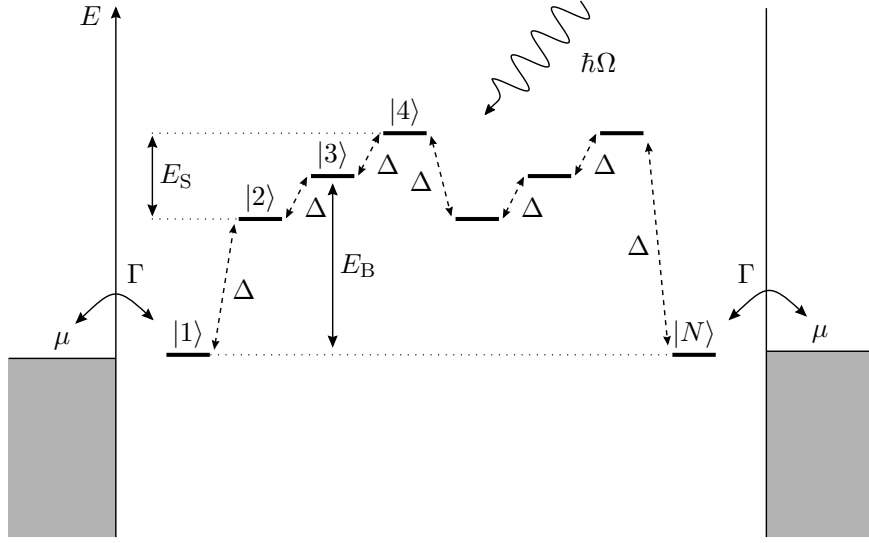 E
ħΩ
|4⟩
|3⟩
E_S
Δ
Δ
Δ
|2⟩
Δ
Δ
E_B
Γ
Δ
Δ
Γ
μ
|1⟩
|N⟩
μ